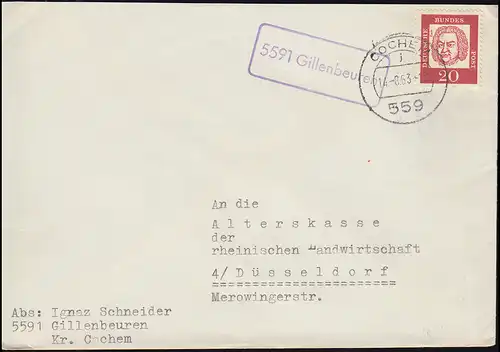 5591 Gillenbeuren
COCHEM
j
14.-8.63.-
559
DEUTSCHE BUNDES POST
20
An die
Alterskasse
der
rheinischen Landwirtschaft
4/ Düsseldorf
=======================
Merowingerstr.
Abs: Ignaz Schneider
5591 Gillenbeuren
Kr. Cochem